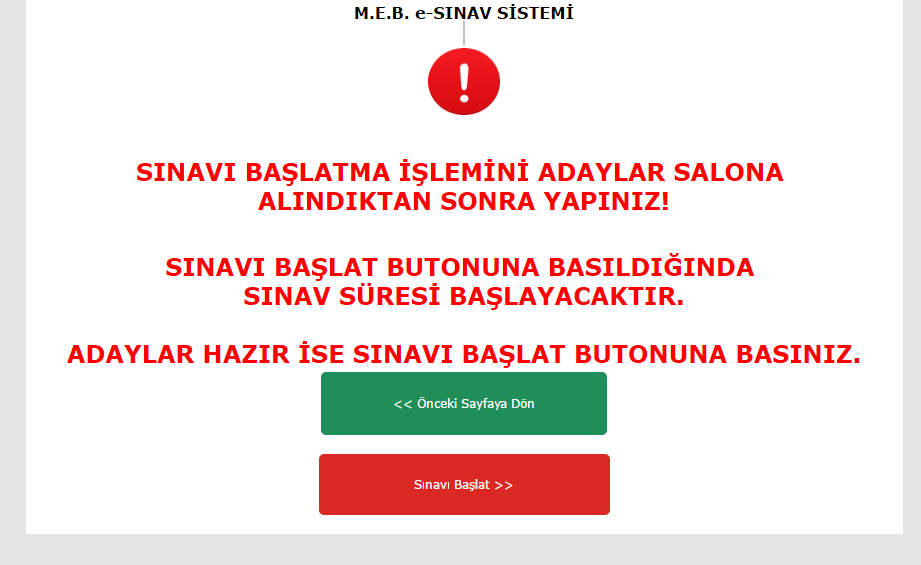 M.E.B. e-SINAV SİSTEMİ
!
SINAVI BAŞLATMA İŞLEMİNİ ADAYLAR SALONA
ALINDIKTAN SONRA YAPINIZ!
SINAVI BAŞLAT BUTONUNA BASILDIĞINDA
SINAV SÜRESİ BAŞLAYACAKTIR.
ADAYLAR HAZIR İSE SINAVI BAŞLAT BUTONUNA BASINIZ.
<< Önceki Sayfaya Dön
Sınavı Başlat >>